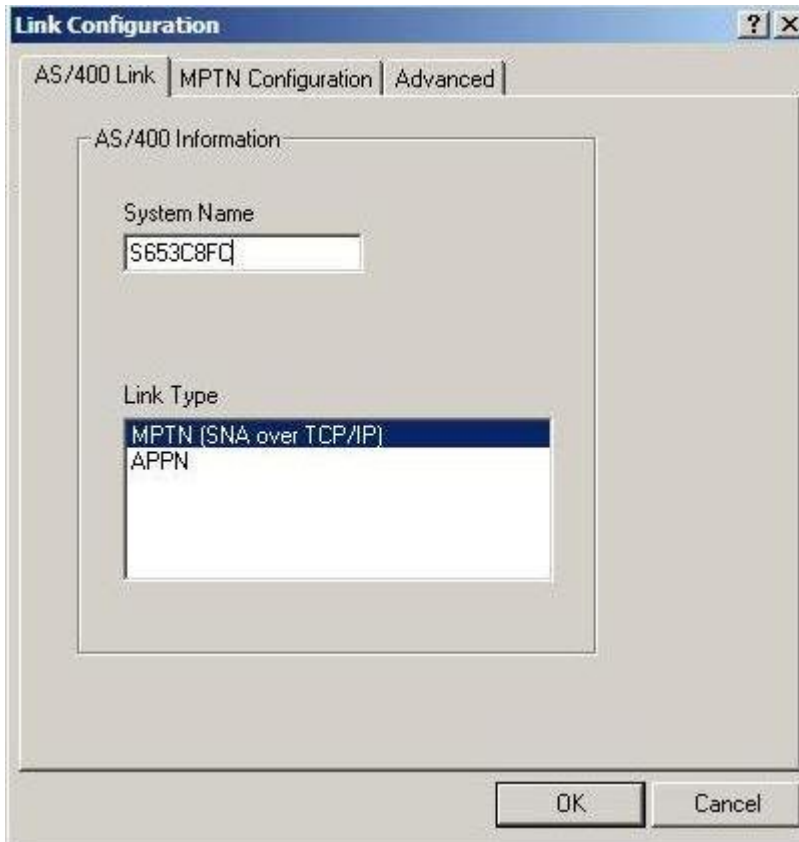 Link Configuration
AS/400 Link MPTN Configuration Advanced
AS/400 Information
System Name
S653C8FC
Link Type
MPTN (SNA over TCP/IP)
APPN
OK Cancel